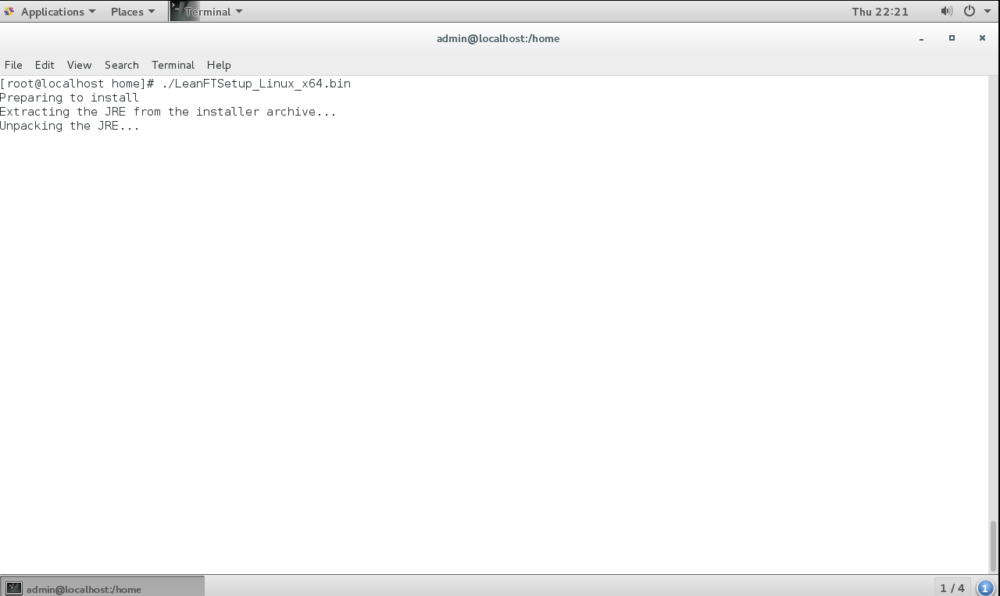 Applications Places Terminal Thu 22:21
admin@localhost:/home
File Edit View Search Terminal Help
[root@localhost home]# ./LeanFTSetup_Linux_x64.bin
Preparing to install
Extracting the JRE from the installer archive...
Unpacking the JRE...
admin@localhost:/home 1 / 4 1